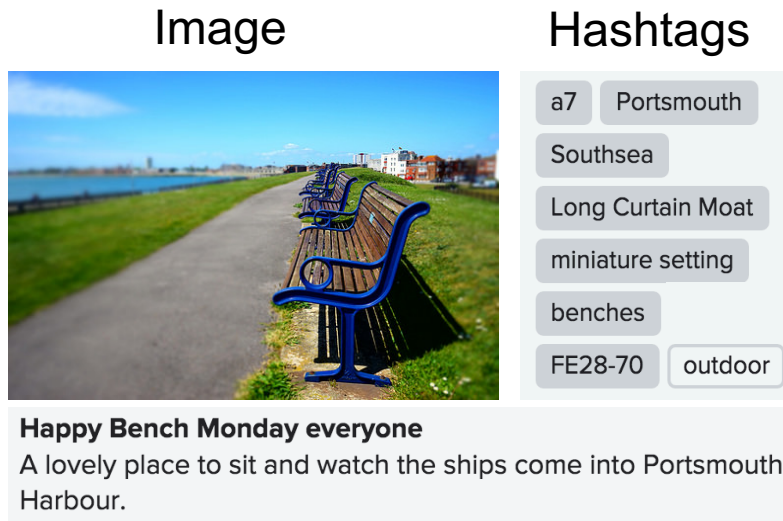 Image
Hashtags
a7
Portsmouth
Southsea
Long Curtain Moat
miniature setting
benches
FE28-70
outdoor
Happy Bench Monday everyone
A lovely place to sit and watch the ships come into Portsmouth
Harbour.